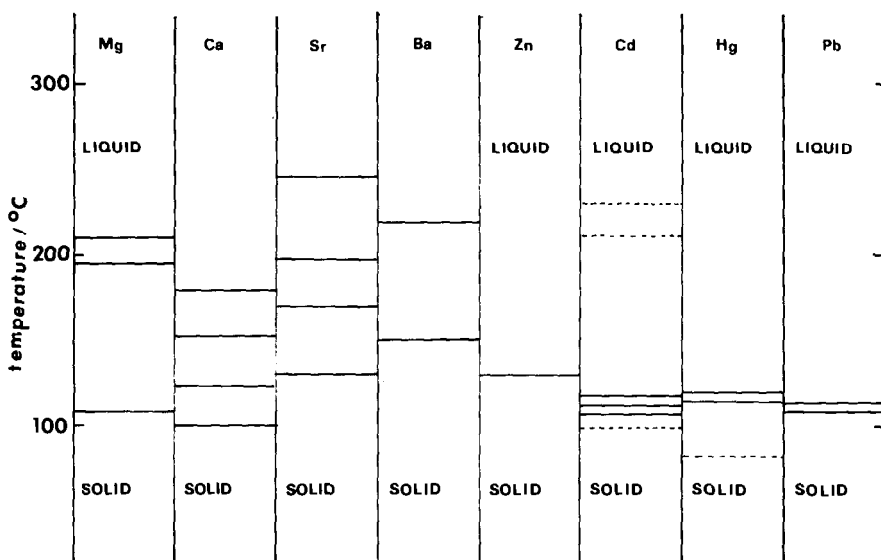 Mg Ca Sr Ba Zn Cd Hg Pb
300
LIQUID LIQUID LIQUID LIQUID LIQUID
temperature / °C
200
100
SOLID SOLID SOLID SOLID SOLID SOLID SOLID SOLID